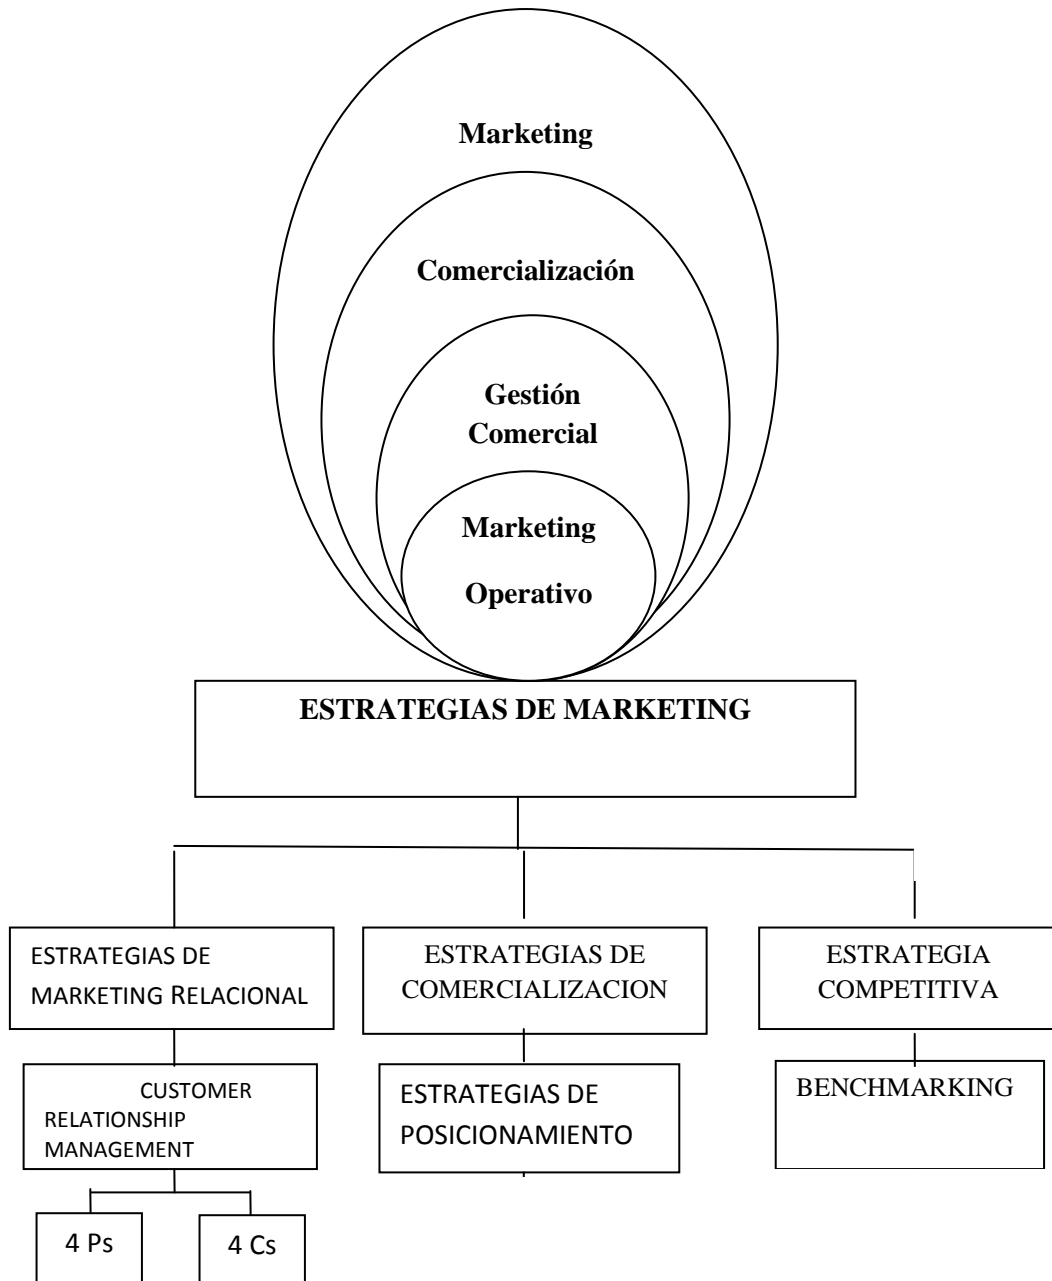 Marketing
Comercialización
Gestión
Comercial
Marketing
Operativo
ESTRATEGIAS DE MARKETING
ESTRATEGIAS DE
MARKETING RELACIONAL
ESTRATEGIAS DE
COMERCIALIZACION
ESTRATEGIA
COMPETITIVA
CUSTOMER
RELATIONSHIP
MANAGEMENT
ESTRATEGIAS DE
POSICIONAMIENTO
BENCHMARKING
4 Ps
4 Cs